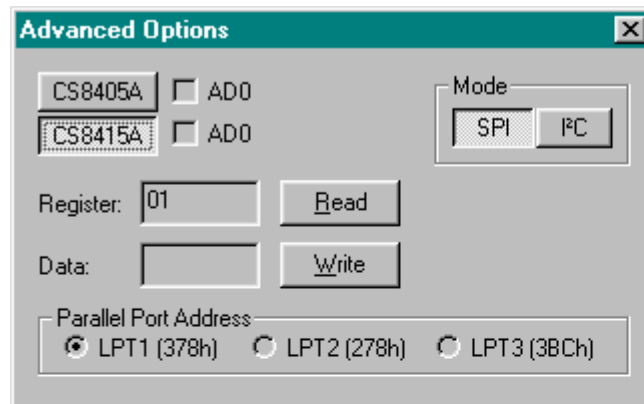 Advanced Options
CS8405A AD0
Mode
CS8415A AD0
SPI I²C
Register: 01 Read
Data: Write
Parallel Port Address
LPT1 (378h) LPT2 (278h) LPT3 (3BCh)